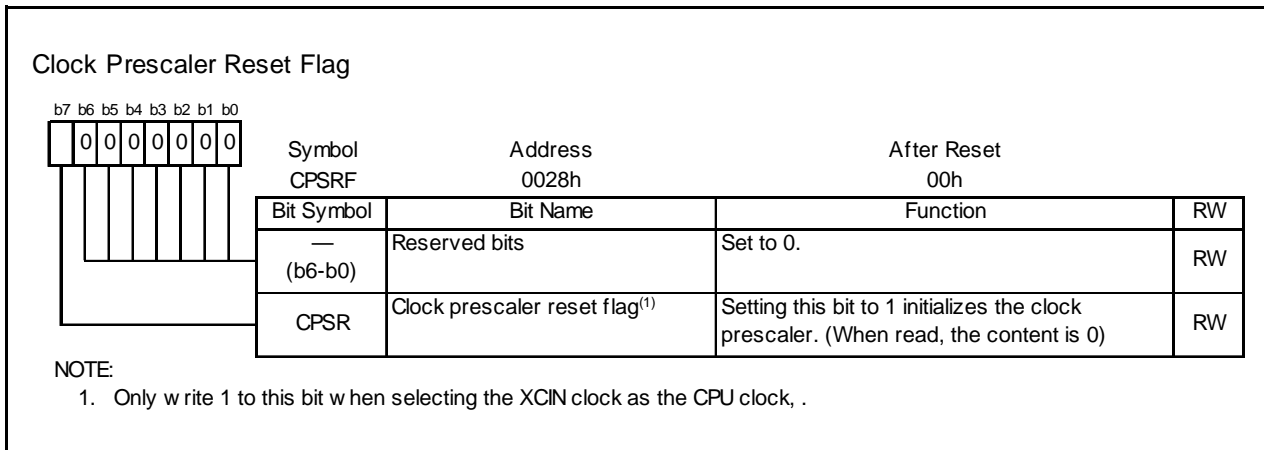 Clock Prescaler Reset Flag
b7 b6 b5 b4 b3 b2 b1 b0
0 0 0 0 0 0 0
Symbol Address After Reset
CPSRF 0028h 00h
Bit Symbol Bit Name Function RW
— (b6-b0) Reserved bits Set to 0. RW
CPSR Clock prescaler reset flag(1) Setting this bit to 1 initializes the clock
prescaler. (When read, the content is 0) RW
NOTE:
1. Only w rite 1 to this bit w hen selecting the XCIN clock as the CPU clock, .